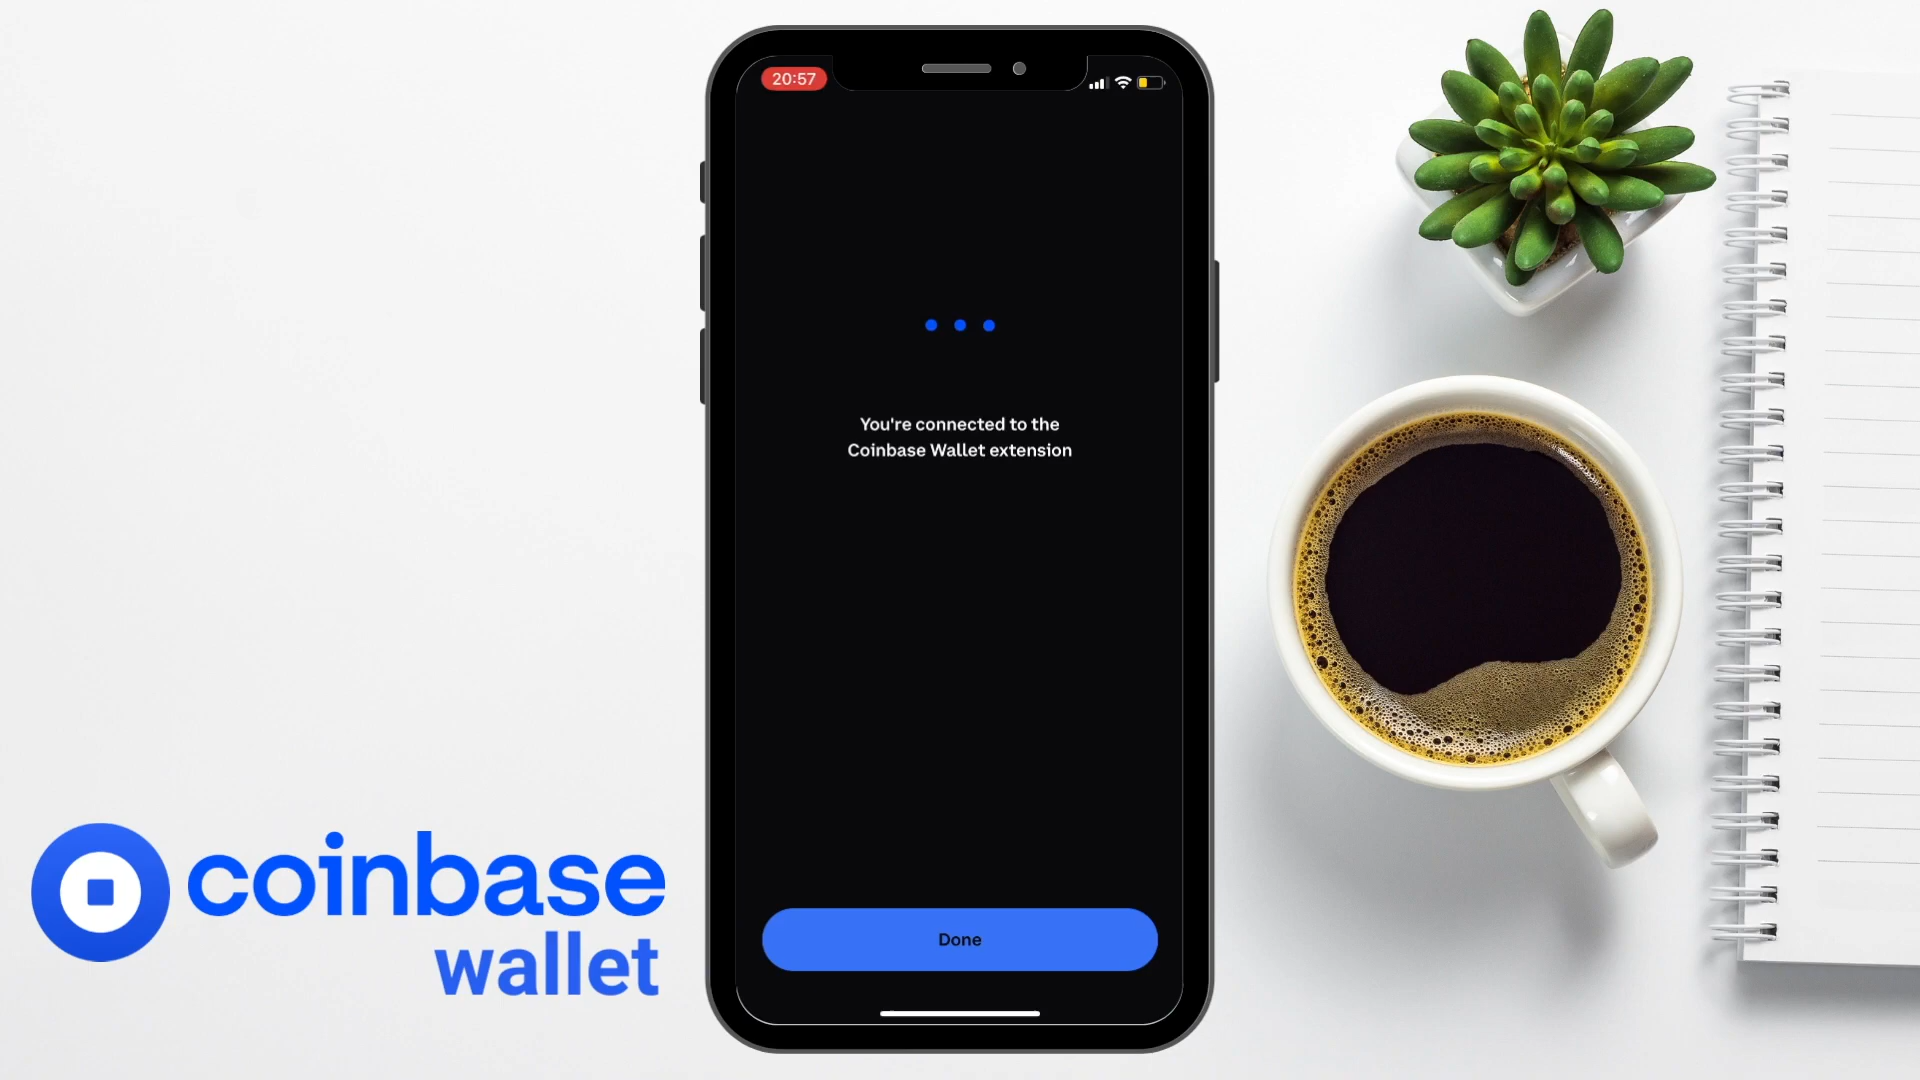 20:57
You're connected to the
Coinbase Wallet extension
Done
coinbase
wallet